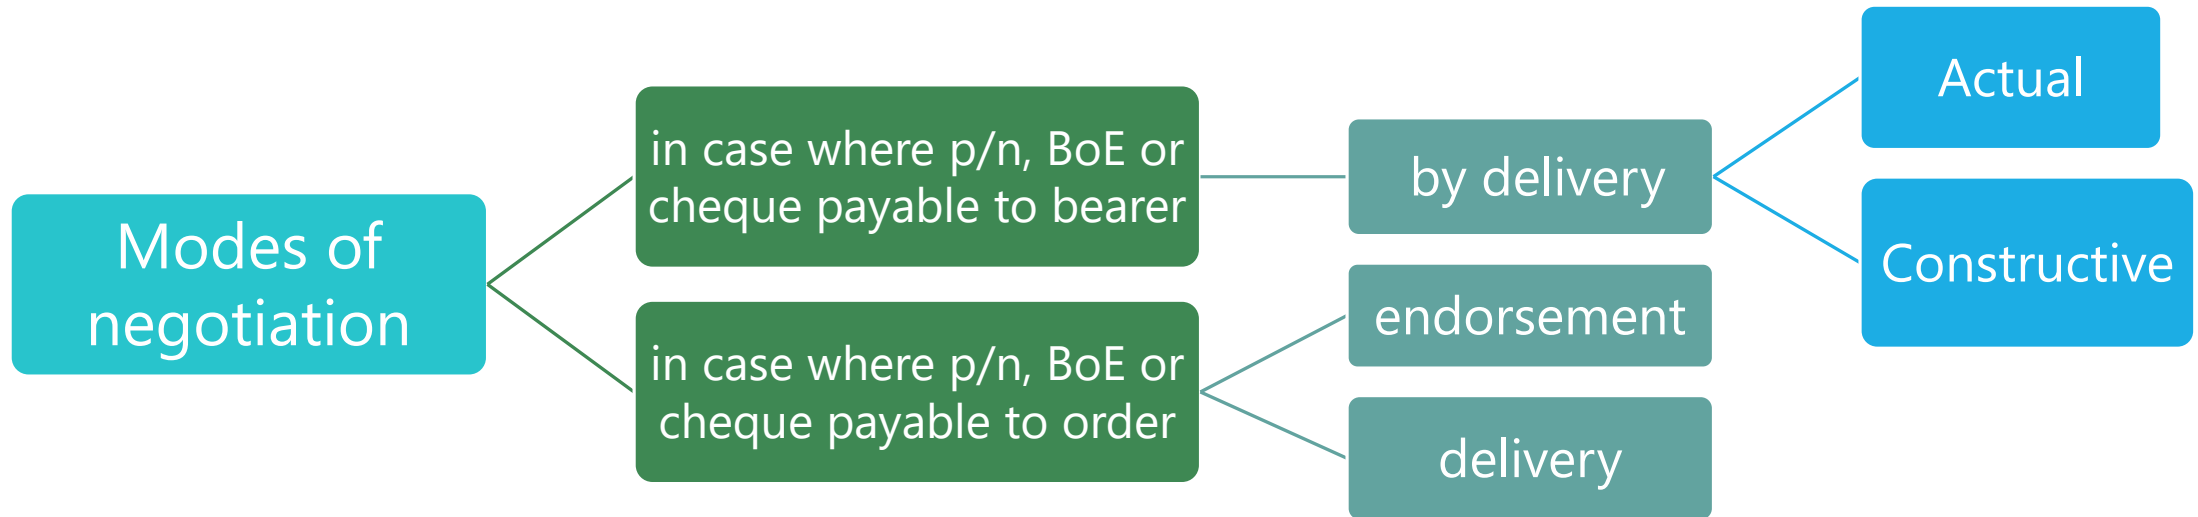 Modes of
negotiation
in case where p/n, BoE or
cheque payable to bearer
by delivery
Actual
Constructive
in case where p/n, BoE or
cheque payable to order
endorsement
delivery